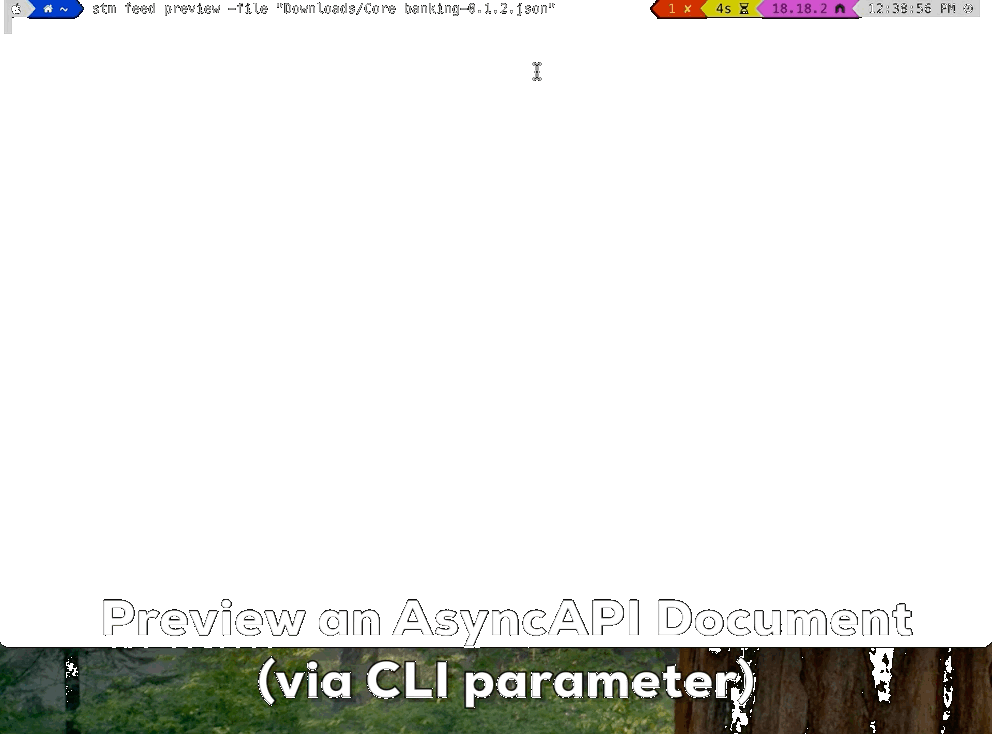 ~ stm feed preview -file "Downloads/Core banking-0.1.2.json" 1 ✘ 4s 18.18.2 12:38:56 PM
Preview an AsyncAPI Document
(via CLI parameter)